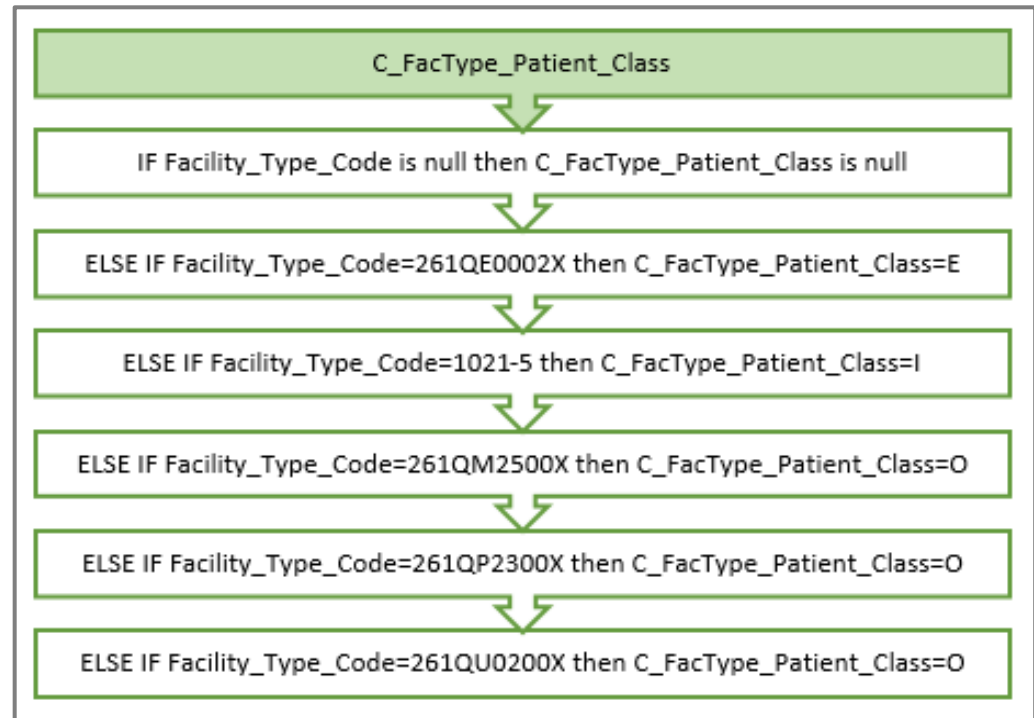 C_FacType_Patient_Class
IF Facility_Type_Code is null then C_FacType_Patient_Class is null
ELSE IF Facility_Type_Code=261QE0002X then C_FacType_Patient_Class=E
ELSE IF Facility_Type_Code=1021-5 then C_FacType_Patient_Class=I
ELSE IF Facility_Type_Code=261QM2500X then C_FacType_Patient_Class=O
ELSE IF Facility_Type_Code=261QP2300X then C_FacType_Patient_Class=O
ELSE IF Facility_Type_Code=261QU0200X then C_FacType_Patient_Class=O